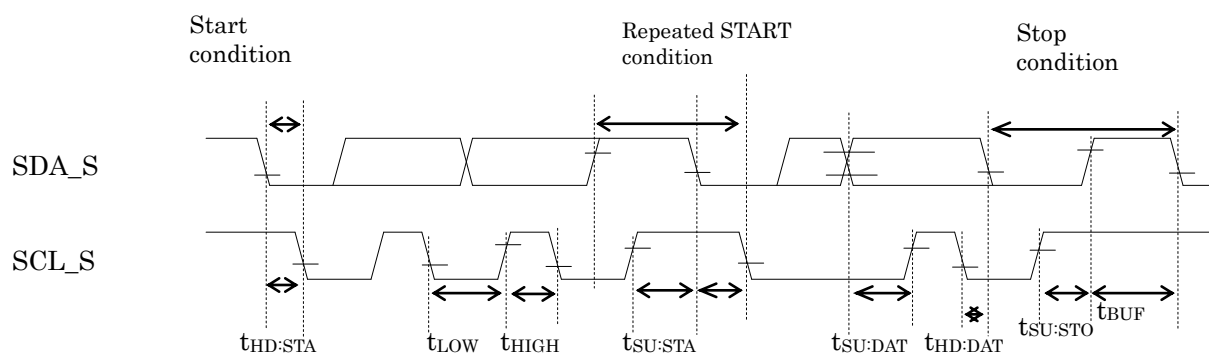 Start
condition
Repeated START
condition
Stop
condition
SDA_S
SCL_S
tHD:STA
tLOW
tHIGH
tSU:STA
tSU:DAT
tHD:DAT
tSU:STO
tBUF